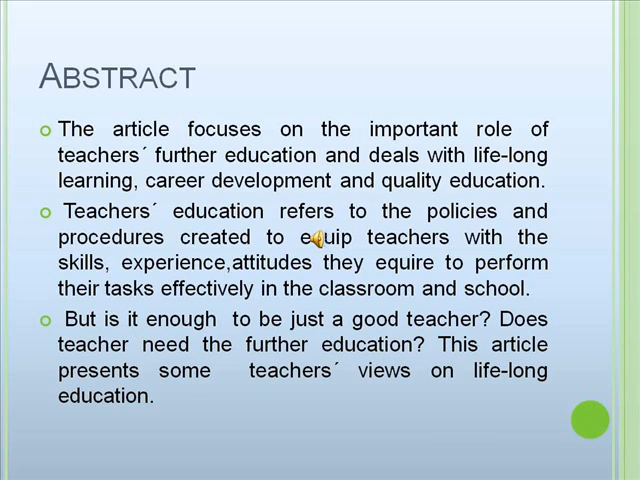 ABSTRACT
The article focuses on the important role of
teachers´ further education and deals with life-long
learning, career development and quality education.
Teachers´ education refers to the policies and
procedures created to equip teachers with the
skills, experience,attitudes they equire to perform
their tasks effectively in the classroom and school.
But is it enough to be just a good teacher? Does
teacher need the further education? This article
presents some teachers´ views on life-long
education.